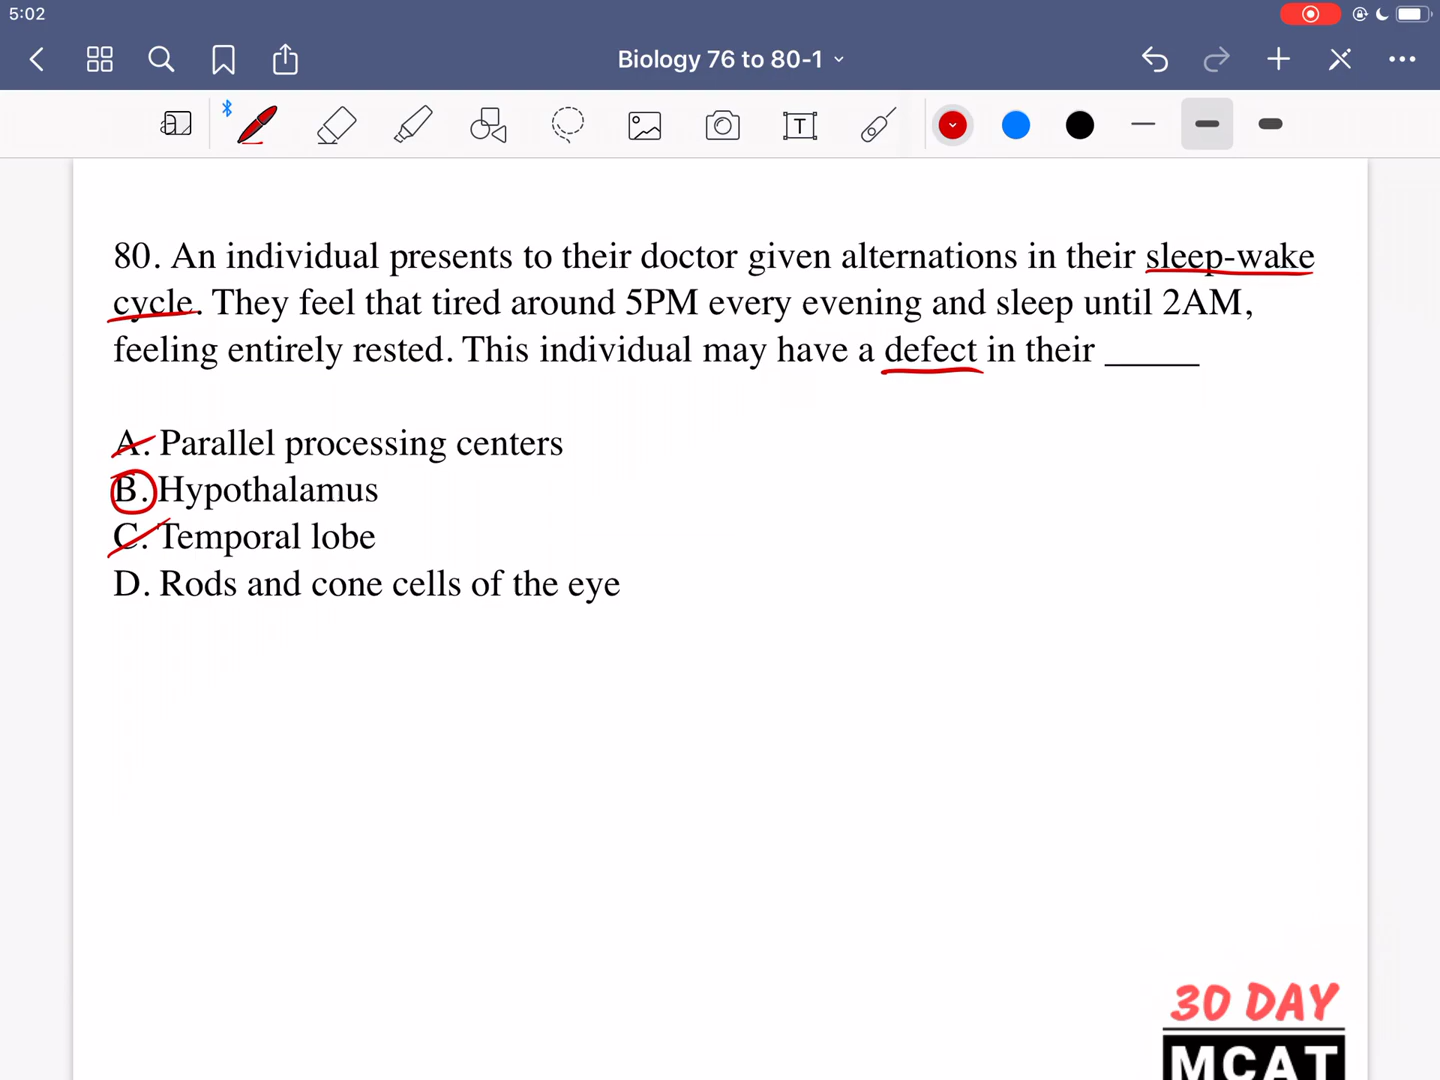 5:02
Biology 76 to 80-1
T
80. An individual presents to their doctor given alternations in their sleep-wake
cycle. They feel that tired around 5PM every evening and sleep until 2AM,
feeling entirely rested. This individual may have a defect in their _____
A. Parallel processing centers
B. Hypothalamus
C. Temporal lobe
D. Rods and cone cells of the eye
30 DAY
MCAT